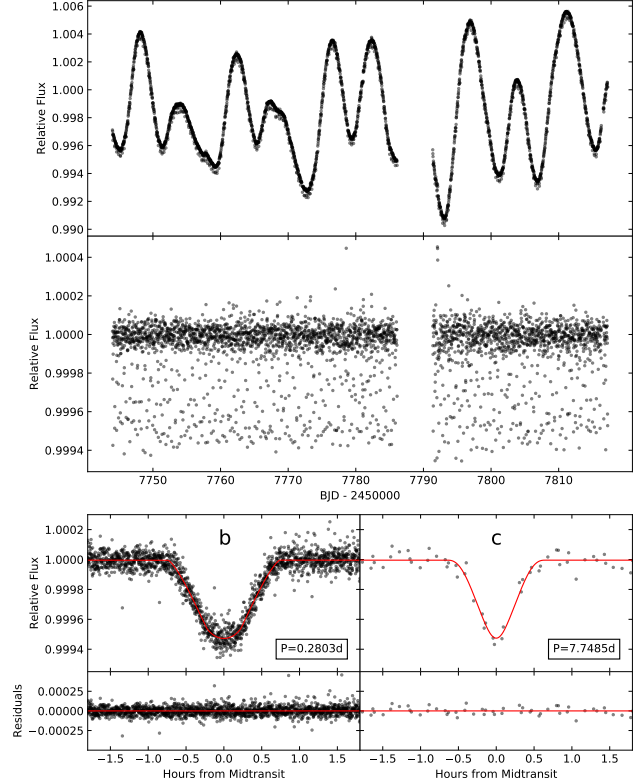 1.006
1.004
1.002
1.000
0.998
0.996
0.994
0.992
0.990
Relative Flux
1.0004
1.0002
1.0000
0.9998
0.9996
0.9994
Relative Flux
7750 7760 7770 7780 7790 7800 7810
BJD - 2450000
b c
1.0002
1.0000
0.9998
0.9996
0.9994
Relative Flux
P=0.2803d P=7.7485d
0.00025
0.00000
−0.00025
Residuals
−1.5 −1.0 −0.5 0.0 0.5 1.0 1.5 −1.5 −1.0 −0.5 0.0 0.5 1.0 1.5
Hours from Midtransit Hours from Midtransit